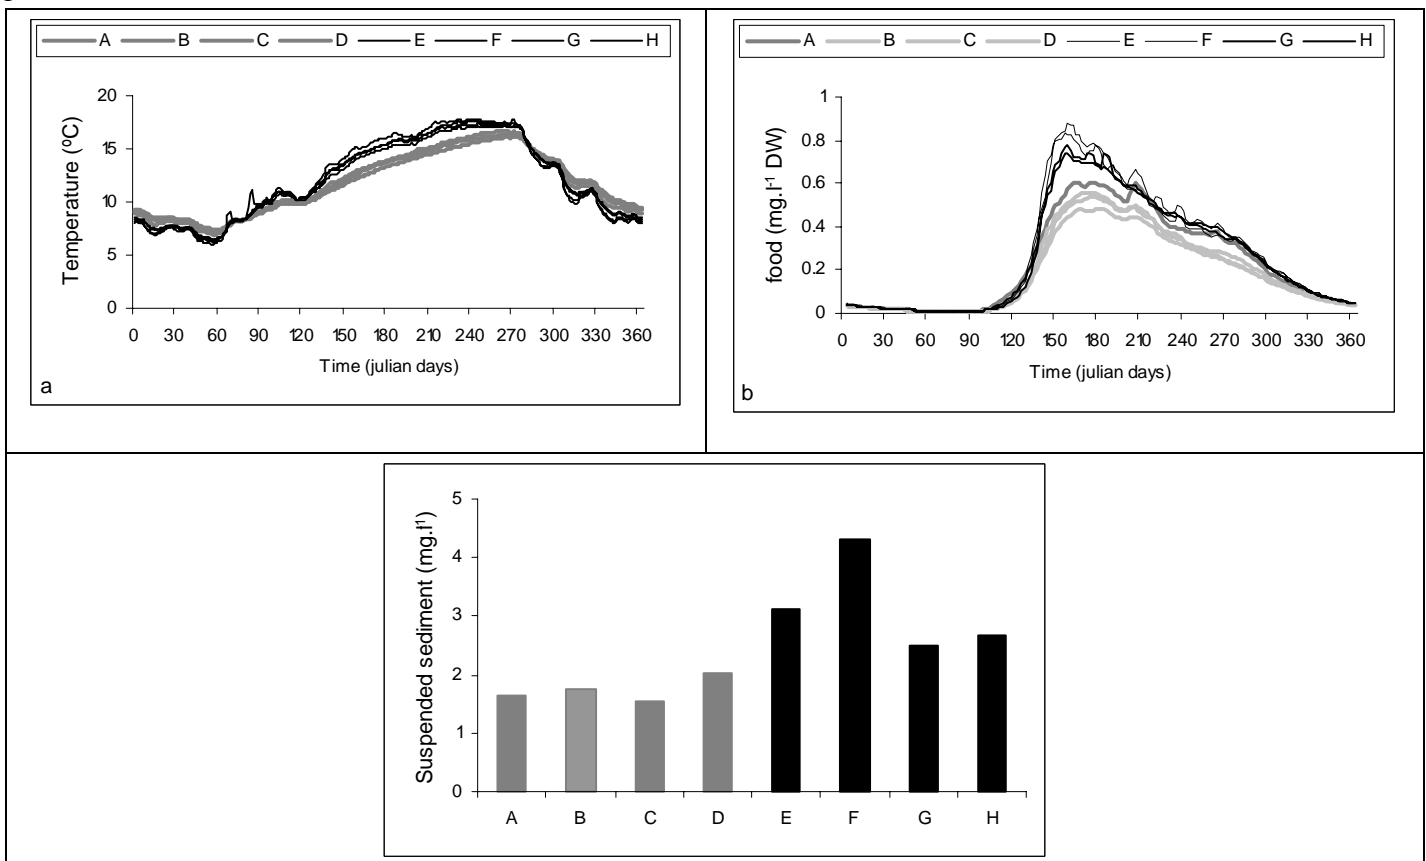 A B C D E F G H
20
15
10
5
0
Temperature (ºC)
0 30 60 90 120 150 180 210 240 270 300 330 360
Time (julian days)
a
A B C D E F G H
1
0.8
0.6
0.4
0.2
0
food (mg.l-1 DW)
0 30 60 90 120 150 180 210 240 270 300 330 360
Time (julian days)
b
5
4
3
2
1
0
Suspended sediment (mg.l1)
A B C D E F G H